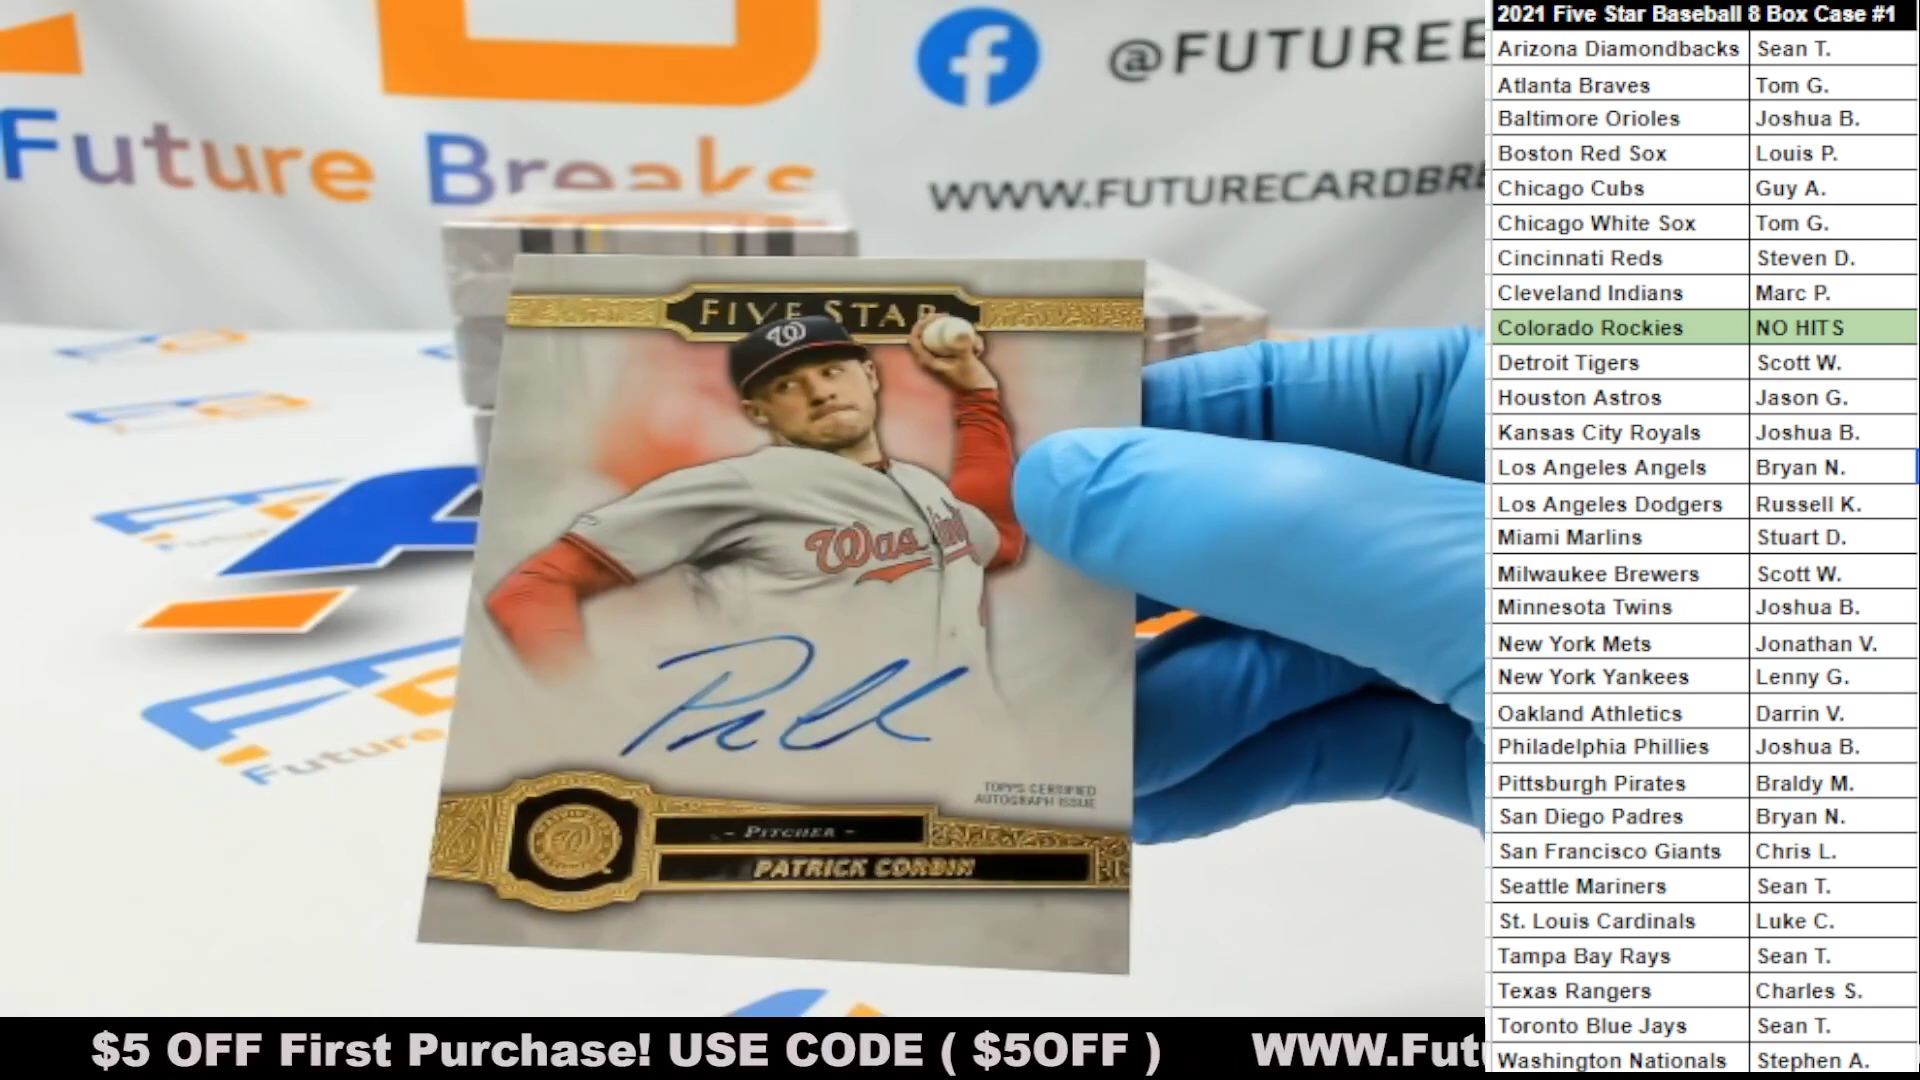 @FUTUREB
Future Breaks
WWW.FUTURECARDBRE
FIVE STAR
W
Washing
TOPPS CERTIFIED
AUTOGRAPH ISSUE
- PITCHER -
PATRICK CORBIN
Future
$5 OFF First Purchase! USE CODE ( $5OFF ) WWW.Futu
2021 Five Star Baseball 8 Box Case #1
Arizona Diamondbacks Sean T.
Atlanta Braves Tom G.
Baltimore Orioles Joshua B.
Boston Red Sox Louis P.
Chicago Cubs Guy A.
Chicago White Sox Tom G.
Cincinnati Reds Steven D.
Cleveland Indians Marc P.
Colorado Rockies NO HITS
Detroit Tigers Scott W.
Houston Astros Jason G.
Kansas City Royals Joshua B.
Los Angeles Angels Bryan N.
Los Angeles Dodgers Russell K.
Miami Marlins Stuart D.
Milwaukee Brewers Scott W.
Minnesota Twins Joshua B.
New York Mets Jonathan V.
New York Yankees Lenny G.
Oakland Athletics Darrin V.
Philadelphia Phillies Joshua B.
Pittsburgh Pirates Braldy M.
San Diego Padres Bryan N.
San Francisco Giants Chris L.
Seattle Mariners Sean T.
St. Louis Cardinals Luke C.
Tampa Bay Rays Sean T.
Texas Rangers Charles S.
Toronto Blue Jays Sean T.
Washington Nationals Stephen A.